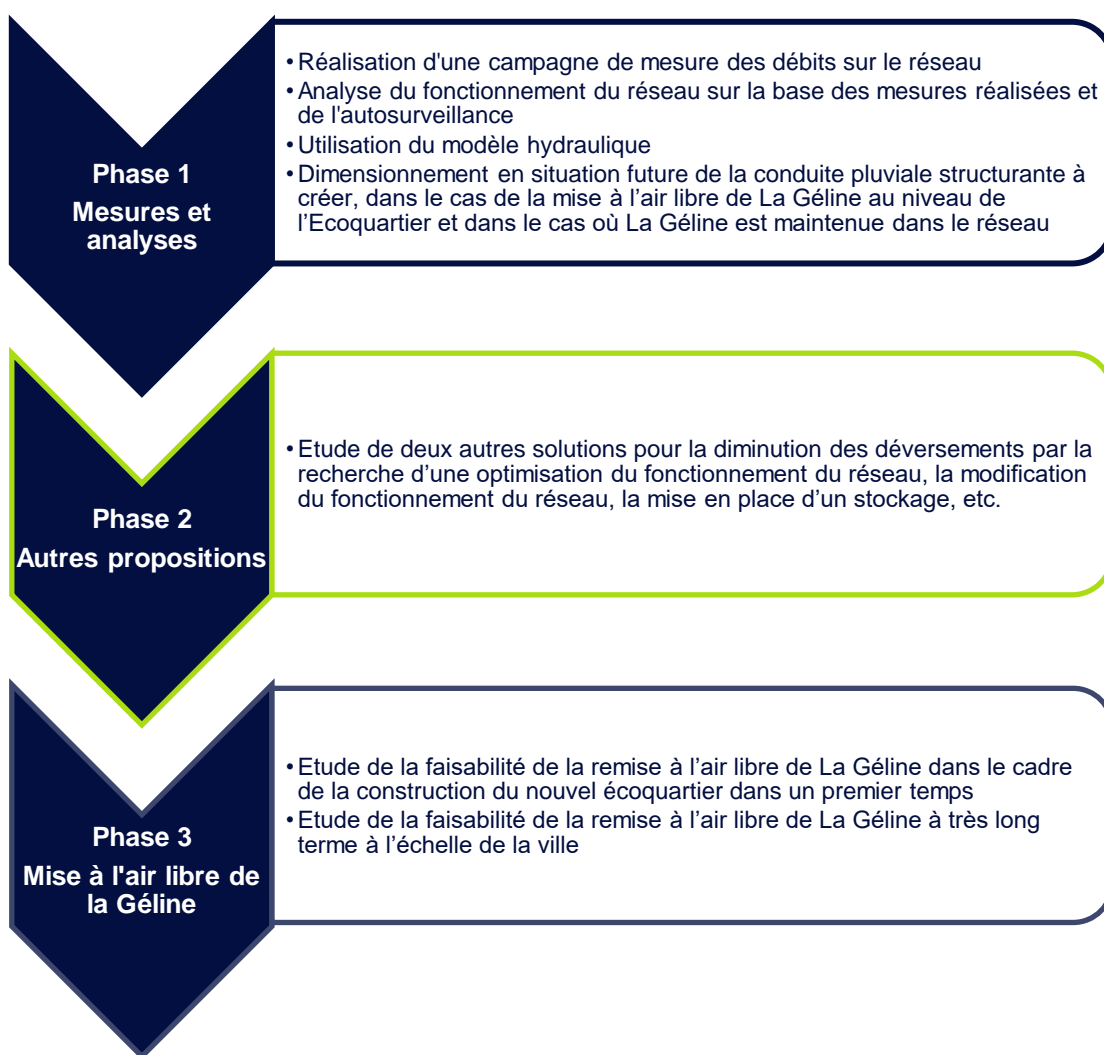 Phase 1
Mesures et
analyses
• Réalisation d'une campagne de mesure des débits sur le réseau
• Analyse du fonctionnement du réseau sur la base des mesures réalisées et
de l'autosurveillance
• Utilisation du modèle hydraulique
• Dimensionnement en situation future de la conduite pluviale structurante à
créer, dans le cas de la mise à l’air libre de La Géline au niveau de
l’Ecoquartier et dans le cas où La Géline est maintenue dans le réseau
Phase 2
Autres propositions
• Etude de deux autres solutions pour la diminution des déversements par la
recherche d’une optimisation du fonctionnement du réseau, la modification
du fonctionnement du réseau, la mise en place d’un stockage, etc.
Phase 3
Mise à l'air libre de
la Géline
• Etude de la faisabilité de la remise à l’air libre de La Géline dans le cadre
de la construction du nouvel écoquartier dans un premier temps
• Etude de la faisabilité de la remise à l’air libre de La Géline à très long
terme à l’échelle de la ville